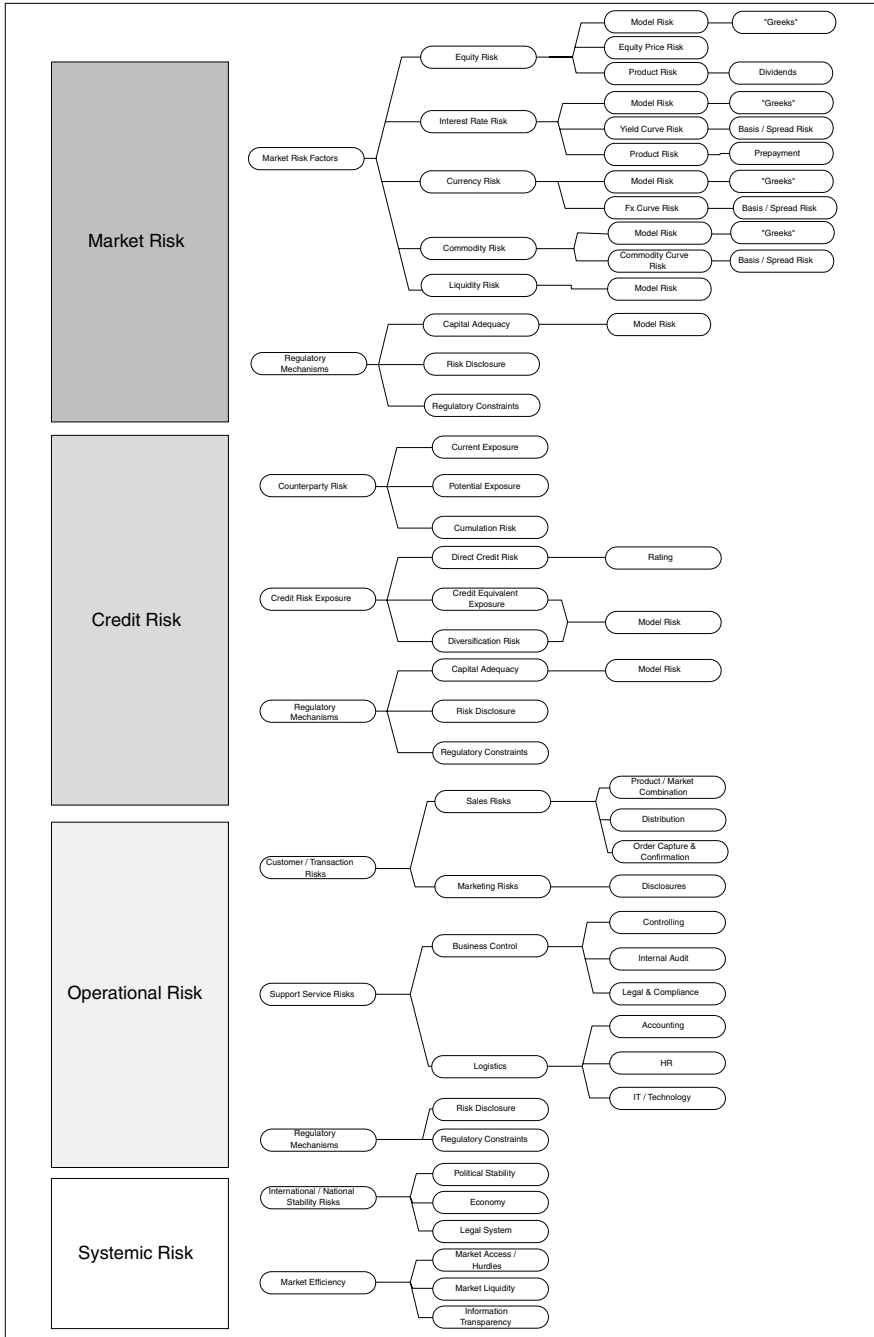 Market Risk
Market Risk Factors
Equity Risk
Model Risk
"Greeks"
Equity Price Risk
Product Risk
Dividends
Interest Rate Risk
Model Risk
"Greeks"
Yield Curve Risk
Basis / Spread Risk
Product Risk
Prepayment
Currency Risk
Model Risk
"Greeks"
Fx Curve Risk
Basis / Spread Risk
Commodity Risk
Model Risk
"Greeks"
Commodity Curve
Risk
Basis / Spread Risk
Liquidity Risk
Model Risk
Regulatory
Mechanisms
Capital Adequacy
Model Risk
Risk Disclosure
Regulatory Constraints
Credit Risk
Counterparty Risk
Current Exposure
Potential Exposure
Cumulation Risk
Credit Risk Exposure
Direct Credit Risk
Rating
Credit Equivalent
Exposure
Diversification Risk
Model Risk
Regulatory
Mechanisms
Capital Adequacy
Model Risk
Risk Disclosure
Regulatory Constraints
Operational Risk
Customer / Transaction
Risks
Sales Risks
Product / Market
Combination
Distribution
Order Capture &
Confirmation
Marketing Risks
Disclosures
Support Service Risks
Business Control
Controlling
Internal Audit
Legal & Compliance
Logistics
Accounting
HR
IT / Technology
Regulatory
Mechanisms
Risk Disclosure
Regulatory Constraints
Systemic Risk
International / National
Stability Risks
Political Stability
Economy
Legal System
Market Efficiency
Market Access /
Hurdles
Market Liquidity
Information
Transparency